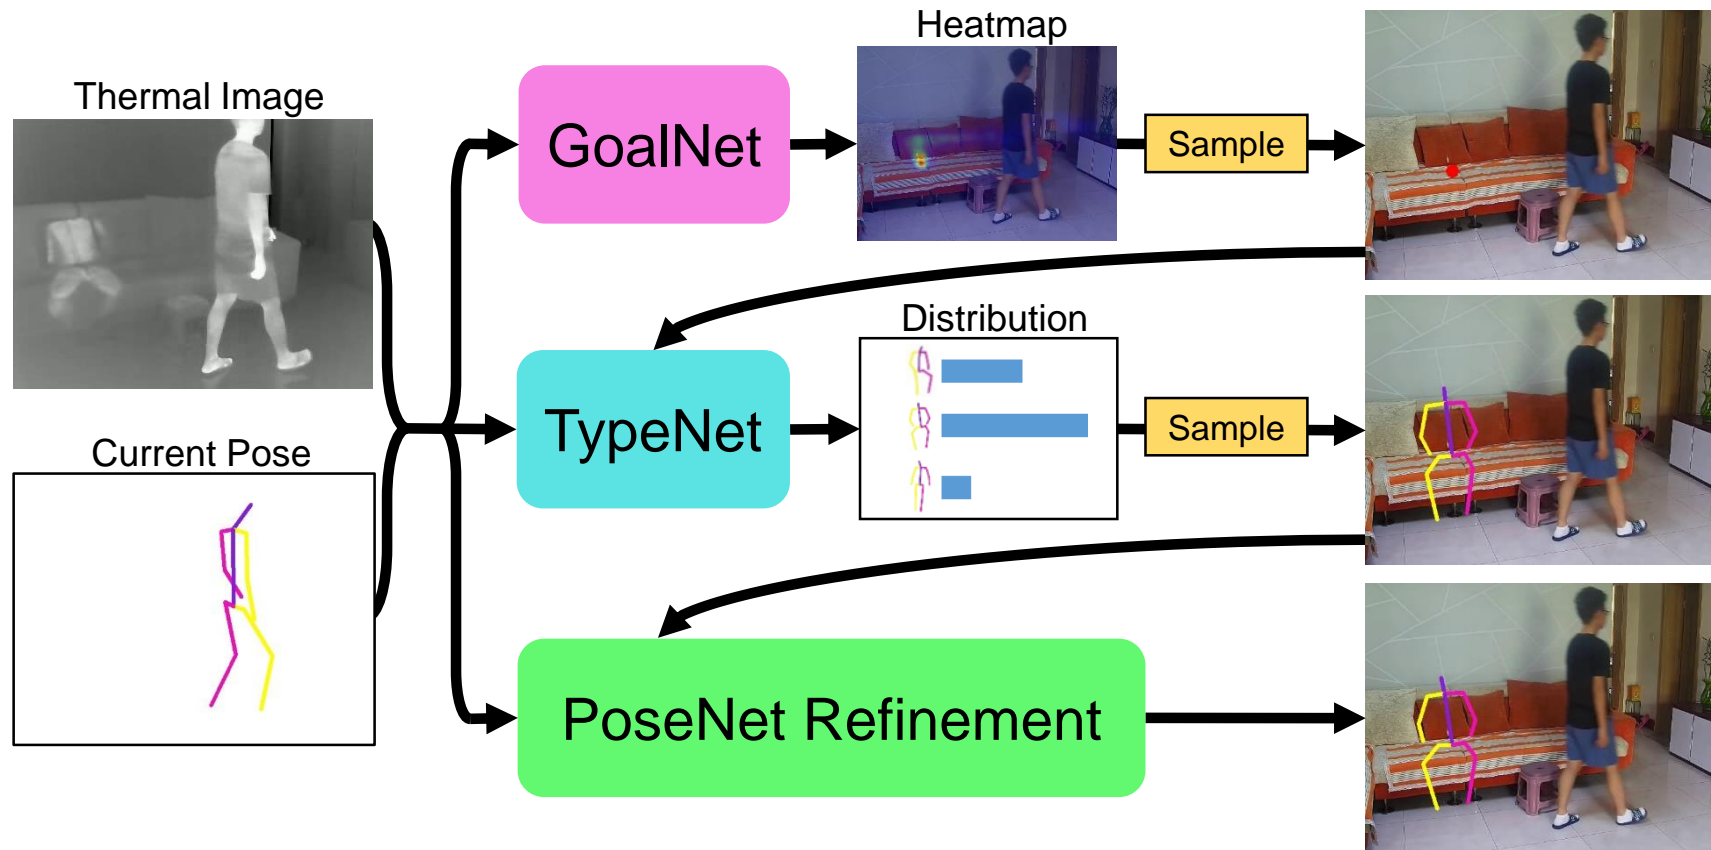 Thermal Image
Current Pose
GoalNet
Heatmap
Sample
TypeNet
Distribution
Sample
PoseNet Refinement